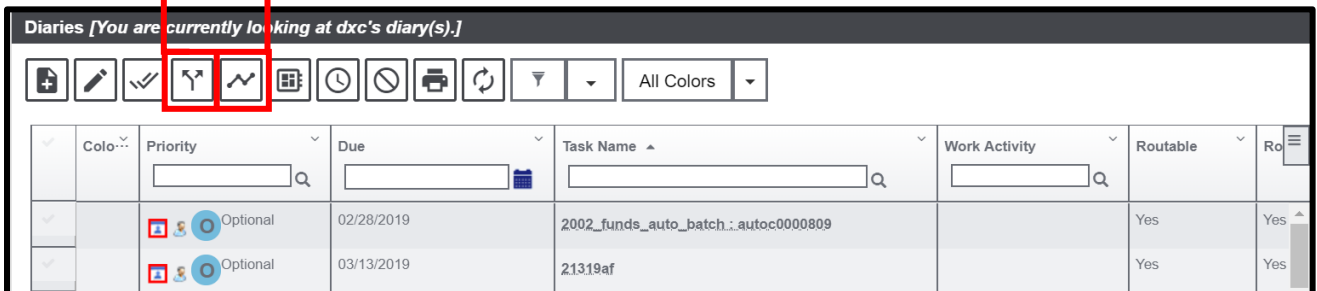 Diaries [You are currently looking at dxc's diary(s).]
All Colors
Colo... Priority Due Task Name Work Activity Routable Ro
O Optional 02/28/2019 2002_funds_auto_batch : autoc0000809 Yes Yes
O Optional 03/13/2019 21319af Yes Yes